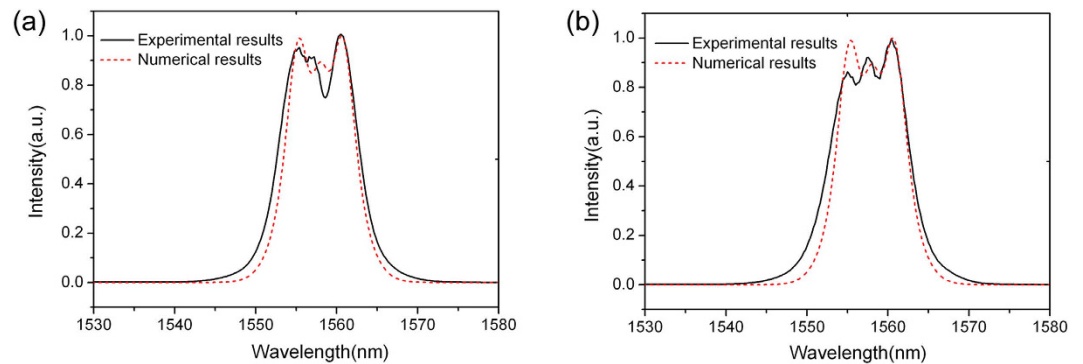 (a)
Experimental results
Numerical results
Intensity(a.u.)
1.0
0.8
0.6
0.4
0.2
0.0
1530 1540 1550 1560 1570 1580
Wavelength(nm)
(b)
Experimental results
Numerical results
Intensity(a.u.)
1.0
0.8
0.6
0.4
0.2
0.0
1530 1540 1550 1560 1570 1580
Wavelength(nm)